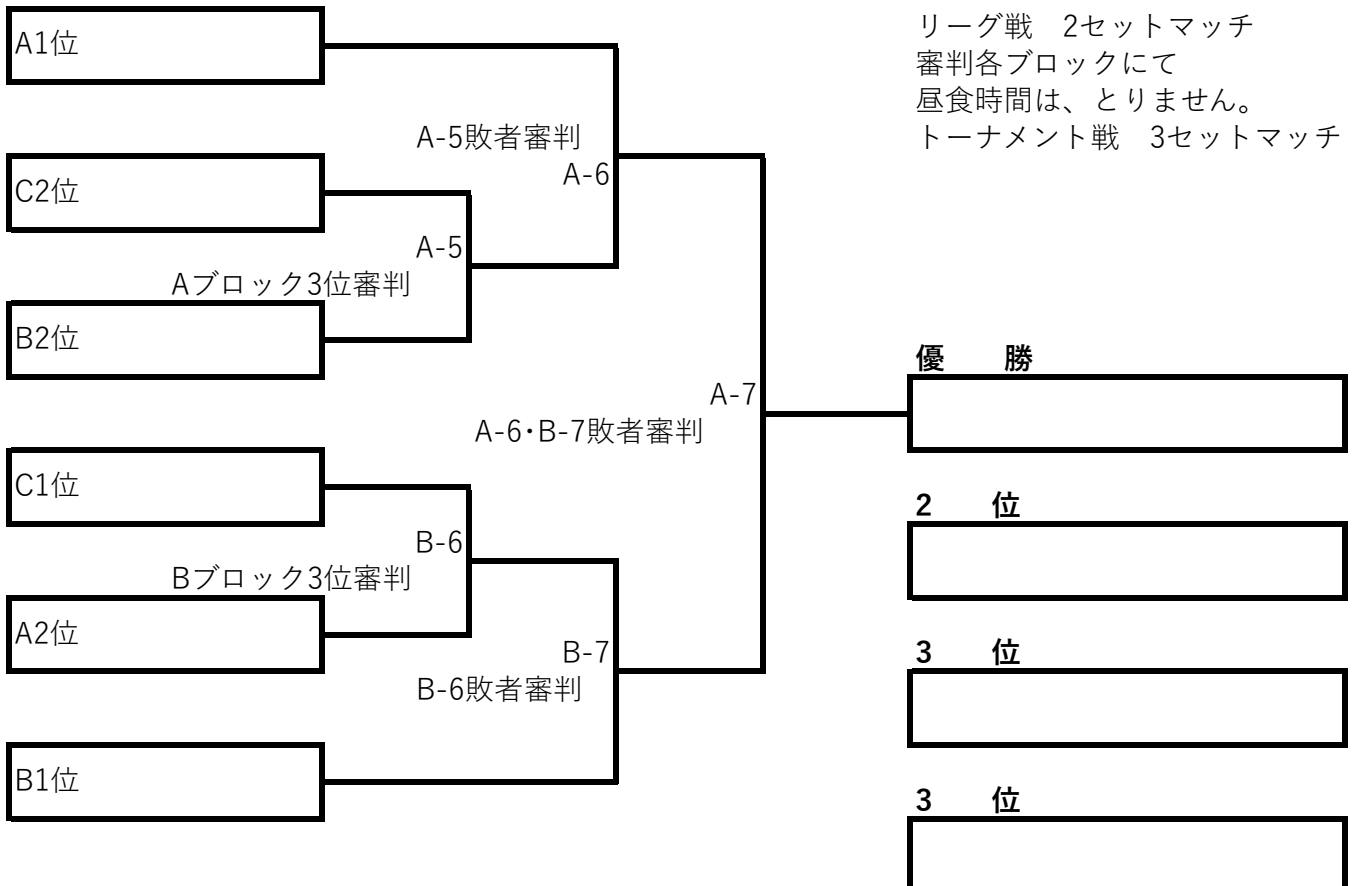 A1位
リーグ戦　2セットマッチ
審判各ブロックにて
昼食時間は、とりません。
トーナメント戦　3セットマッチ
A-5敗者審判
A-6
C2位
A-5
Aブロック3位審判
B2位
優　　勝
A-7
A-6・B-7敗者審判
C1位
2　　位
B-6
Bブロック3位審判
A2位
3　　位
B-7
B-6敗者審判
B1位
3　　位